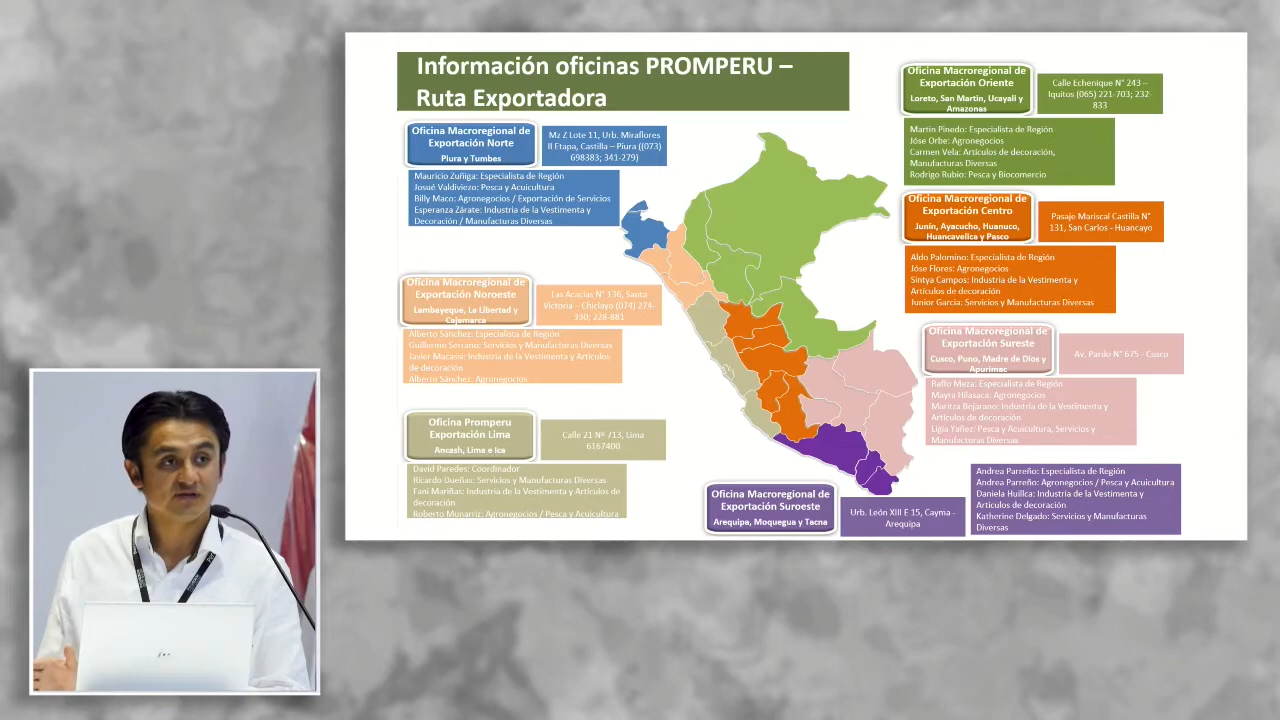 Información oficinas PROMPERU –
Ruta Exportadora
Oficina Macroregional de
Exportación Norte
Piura y Tumbes
Mz Z Lote 11, Urb. Miraflores
II Etapa, Castilla – Piura ((073)
698383; 341-279)
Mauricio Zuñiga: Especialista de Región
Josué Valdiviezo: Pesca y Acuicultura
Billy Maco: Agronegocios / Exportación de Servicios
Esperanza Zárate: Industria de la Vestimenta y
Decoración / Manufacturas Diversas
Oficina Macroregional de
Exportación Noroeste
Lambayeque, La Libertad y
Cajamarca
Las Acacias N° 136, Santa
Victoria – Chiclayo (074) 274-
330; 228-881
Alberto Sánchez: Especialista de Región
Guillermo Serrano: Servicios y Manufacturas Diversas
Javier Macassi: Industria de la Vestimenta y Artículos
de decoración
Alberto Sánchez: Agronegocios
Oficina Promperu
Exportación Lima
Ancash, Lima e Ica
Calle 21 Nº 713, Lima
6167400
David Paredes: Coordinador
Ricardo Dueñas: Servicios y Manufacturas Diversas
Fani Mariñas: Industria de la Vestimenta y Artículos de
decoración
Roberto Munarriz: Agronegocios / Pesca y Acuicultura
Oficina Macroregional de
Exportación Oriente
Loreto, San Martin, Ucayali y
Amazonas
Calle Echenique N° 243 –
Iquitos (065) 221-703; 232-
833
Martin Pinedo: Especialista de Región
Jóse Orbe: Agronegocios
Carmen Vela: Artículos de decoración,
Manufacturas Diversas
Rodrigo Rubio: Pesca y Biocomercio
Oficina Macroregional de
Exportación Centro
Junín, Ayacucho, Huanuco,
Huancavelica y Pasco
Pasaje Mariscal Castilla N°
131, San Carlos - Huancayo
Aldo Palomino: Especialista de Región
Jóse Flores: Agronegocios
Sintya Campos: Industria de la Vestimenta y
Artículos de decoración
Junior Garcia: Servicios y Manufacturas Diversas
Oficina Macroregional de
Exportación Sureste
Cusco, Puno, Madre de Dios y
Apurimac
Av. Pardo N° 675 - Cusco
Raffo Meza: Especialista de Región
Mayra Hilasaca: Agronegocios
Maritza Bejarano: Industria de la Vestimenta y
Artículos de decoración
Ligia Yañez: Pesca y Acuicultura, Servicios y
Manufacturas Diversas
Oficina Macroregional de
Exportación Suroeste
Arequipa, Moquegua y Tacna
Urb. León XIII E 15, Cayma -
Arequipa
Andrea Parreño: Especialista de Región
Andrea Parreño: Agronegocios / Pesca y Acuicultura
Daniela Huillca: Industria de la Vestimenta y
Artículos de decoración
Katherine Delgado: Servicios y Manufacturas
Diversas